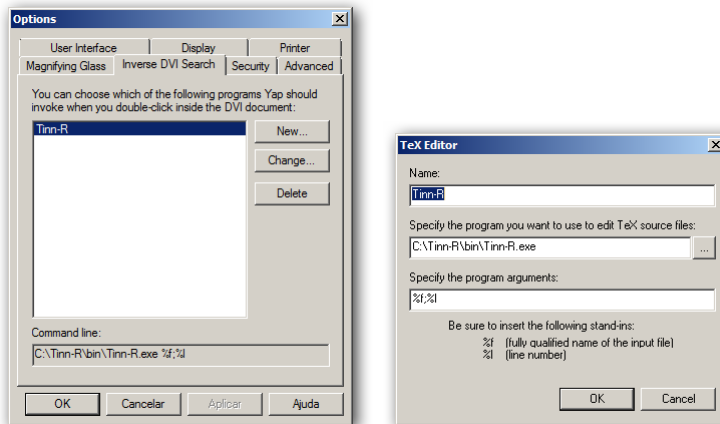 Options
User Interface Display Printer
Magnifying Glass Inverse DVI Search Security Advanced
You can choose which of the following programs Yap should
invoke when you double-click inside the DVI document:
Tinn-R
New...
Change...
Delete
Command line:
C:\Tinn-R\bin\Tinn-R.exe %f;%l
OK Cancelar Aplicar Ajuda
TeX Editor
Name:
Tinn-R
Specify the program you want to use to edit TeX source files:
C:\Tinn-R\bin\Tinn-R.exe ...
Specify the program arguments:
%f;%l
Be sure to insert the following stand-ins:
%f (fully qualified name of the input file)
%l (line number)
OK Cancel